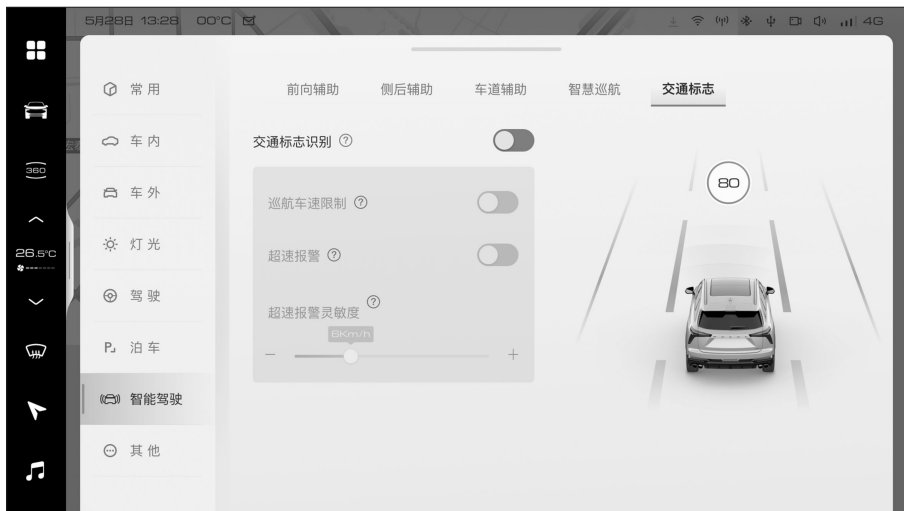 5月28日 13:28 00°C
4G
常用
车内
车外
灯光
驾驶
泊车
智能驾驶
其他
360
26.5°C
前向辅助 侧后辅助 车道辅助 智慧巡航 交通标志
交通标志识别
巡航车速限制
超速报警
超速报警灵敏度
6Km/h
- +
80